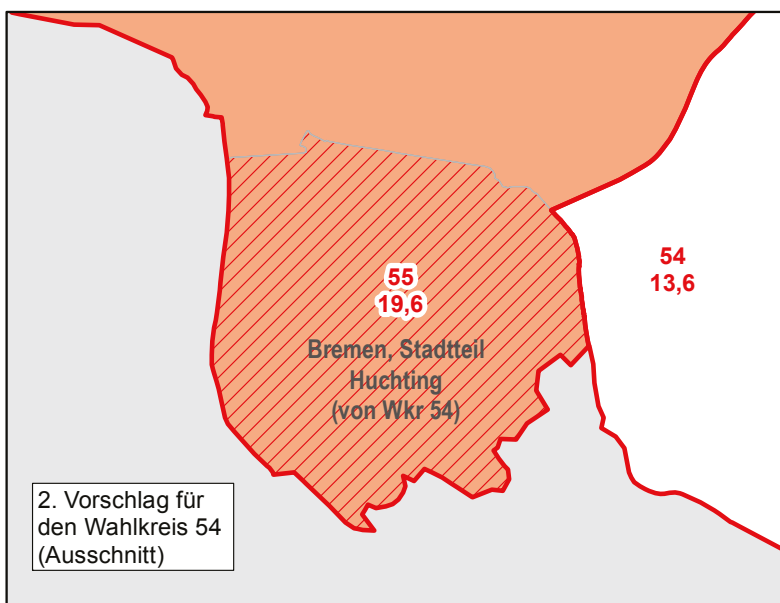 54
13,6
55
19,6
Bremen, Stadtteil
Huchting
(von Wkr 54)
2. Vorschlag für
den Wahlkreis 54
(Ausschnitt)